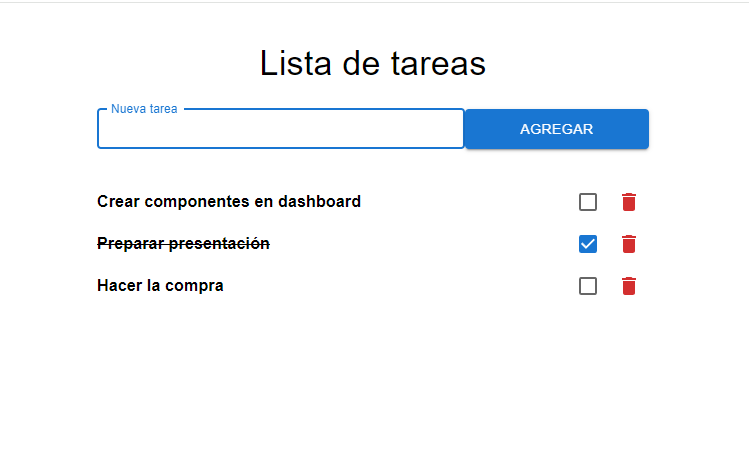 Lista de tareas
Nueva tarea
AGREGAR
Crear componentes en dashboard
Preparar presentación
Hacer la compra